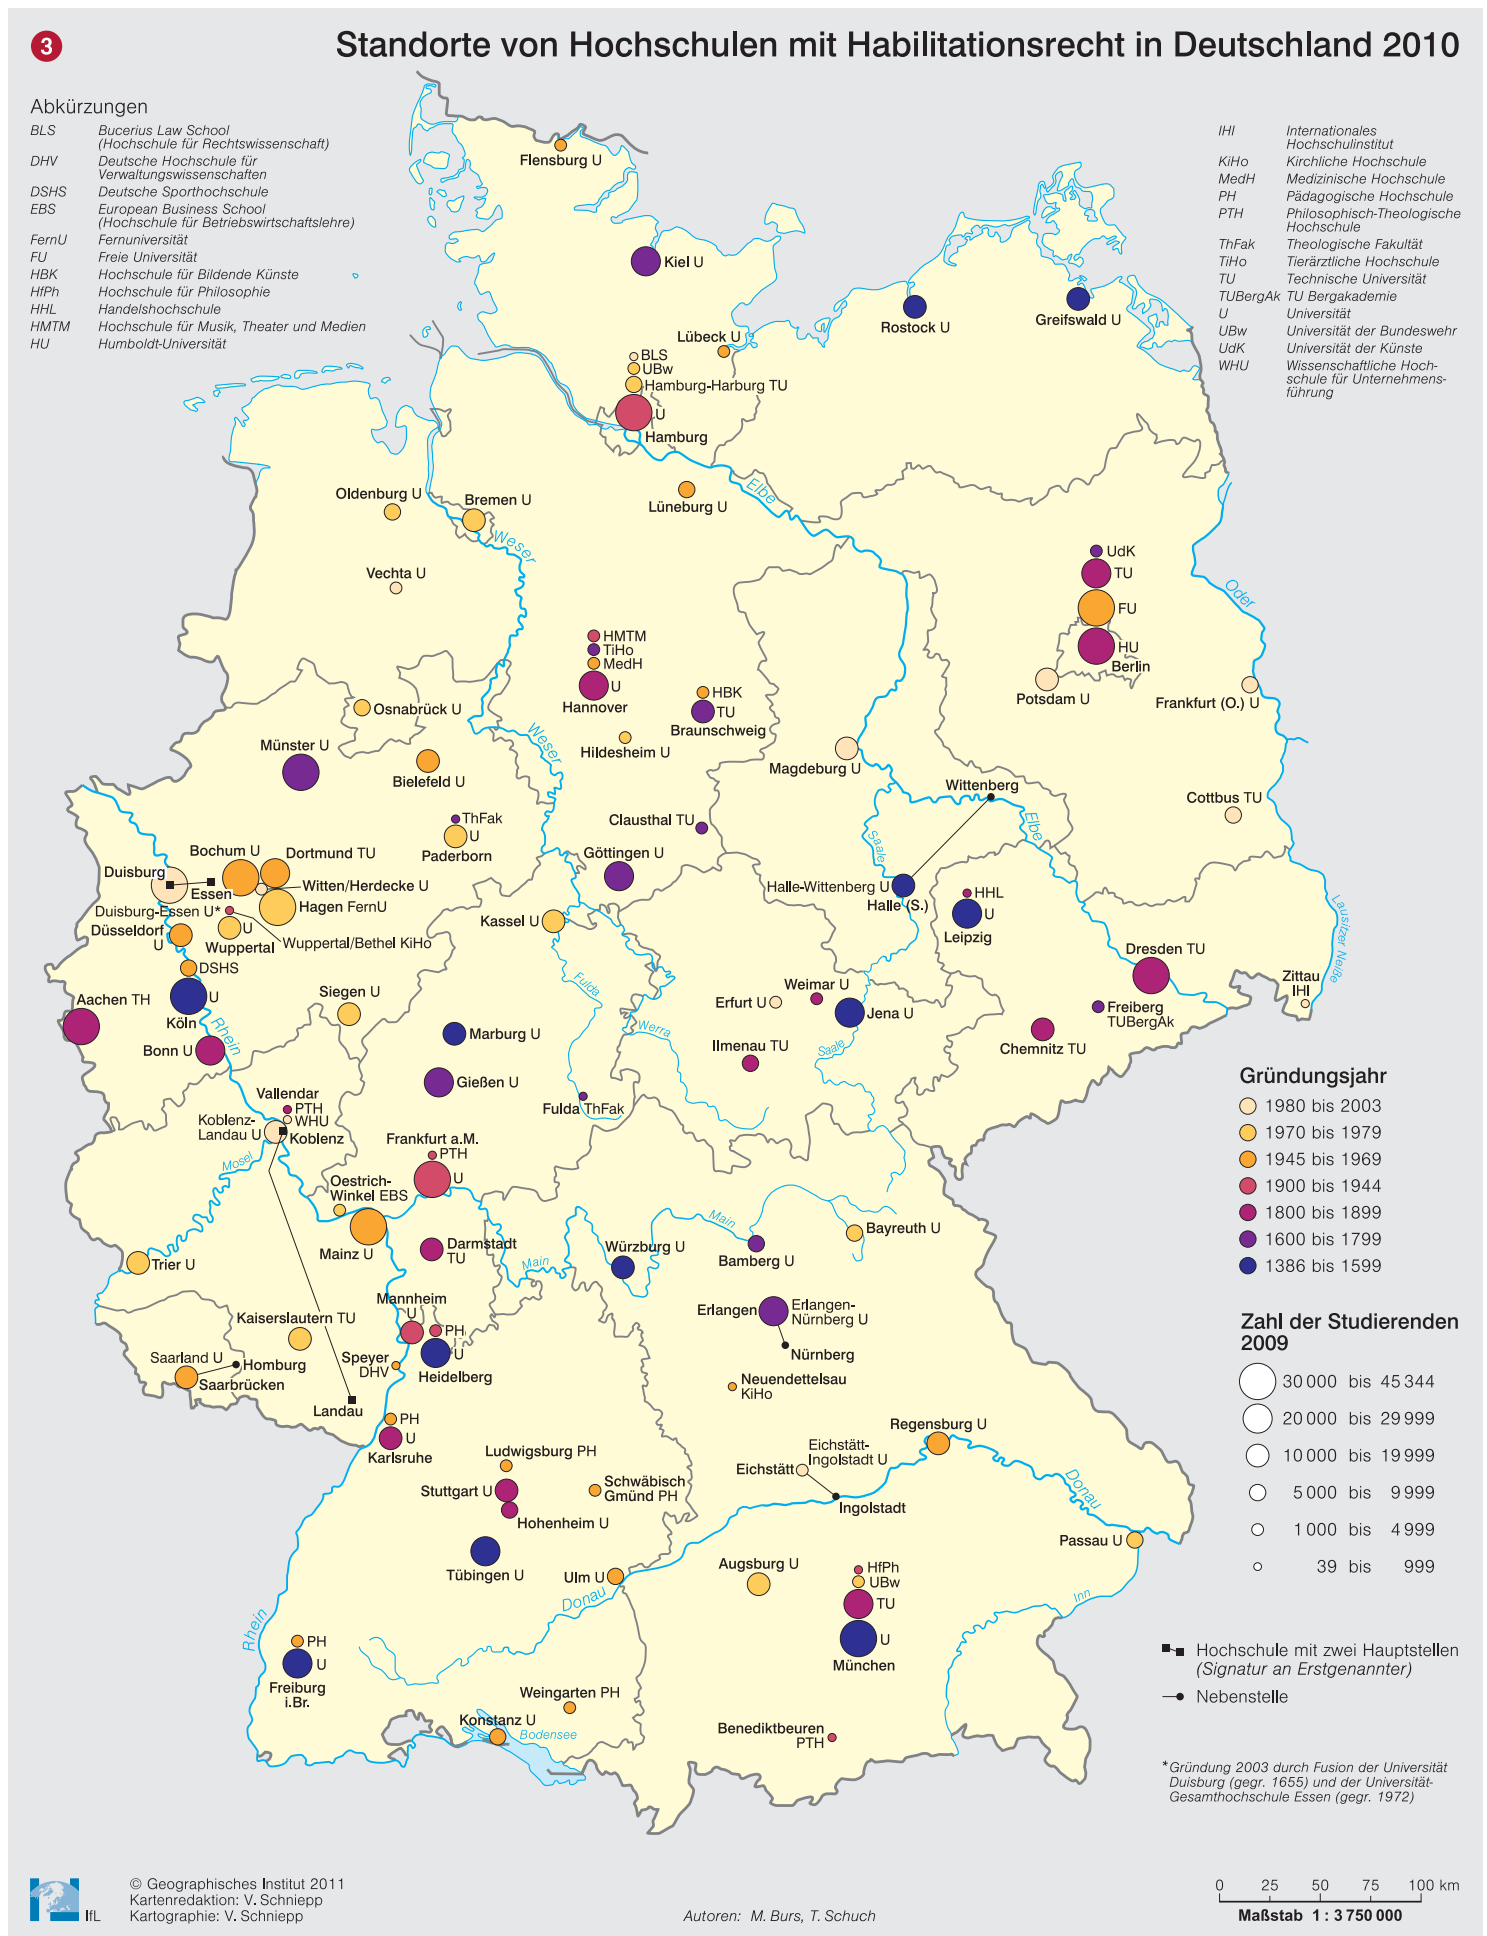 3
Standorte von Hochschulen mit Habilitationsrecht in Deutschland 2010
Abkürzungen
BLS Bucerius Law School
(Hochschule für Rechtswissenschaft)
DHV Deutsche Hochschule für
Verwaltungswissenschaften
DSHS Deutsche Sporthochschule
EBS European Business School
(Hochschule für Betriebswirtschaftslehre)
FernU Fernuniversität
FU Freie Universität
HBK Hochschule für Bildende Künste
HfPh Hochschule für Philosophie
HHL Handelshochschule
HMTM Hochschule für Musik, Theater und Medien
HU Humboldt-Universität
IHI Internationales
Hochschulinstitut
KiHo Kirchliche Hochschule
MedH Medizinische Hochschule
PH Pädagogische Hochschule
PTH Philosophisch-Theologische
Hochschule
ThFak Theologische Fakultät
TiHo Tierärztliche Hochschule
TU Technische Universität
TUBergAk TU Bergakademie
U Universität
UBw Universität der Bundeswehr
UdK Universität der Künste
WHU Wissenschaftliche Hoch-
schule für Unternehmens-
führung
Flensburg U
Kiel U
Rostock U
Greifswald U
Lübeck U
BLS
UBw
Hamburg-Harburg TU
U
Hamburg
Elbe
Lüneburg U
Oldenburg U
Bremen U
Weser
Vechta U
UdK
TU
FU
HU
Berlin
Potsdam U
Frankfurt (O.) U
Oder
HMTM
TiHo
MedH
U
Hannover
HBK
TU
Braunschweig
Osnabrück U
Weser
Hildesheim U
Münster U
Bielefeld U
Magdeburg U
Wittenberg
Elbe
Cottbus TU
ThFak
U
Paderborn
Clausthal TU
Göttingen U
Saale
Bochum U
Dortmund TU
Duisburg
Essen
Witten/Herdecke U
Duisburg-Essen U*
Hagen FernU
Düsseldorf
U
U
Wuppertal
Wuppertal/Bethel KiHo
Kassel U
Halle-Wittenberg U
Halle (S.)
HHL
U
Leipzig
Lausitzer Neiße
Dresden TU
DSHS
U
Köln
Aachen TH
Siegen U
Fulda
Bonn U
Rhein
Marburg U
Werra
Erfurt U
Weimar U
Jena U
Saale
Ilmenau TU
Freiberg
TUBergAk
Chemnitz TU
Zittau
IHI
Gießen U
Fulda ThFak
Vallendar
PTH
WHU
Koblenz-
Landau U
Koblenz
Mosel
Frankfurt a.M.
PTH
U
Oestrich-
Winkel EBS
Mainz U
Darmstadt
TU
Main
Würzburg U
Main
Bamberg U
Bayreuth U
Trier U
Mannheim
U
Kaiserslautern TU
PH
U
Heidelberg
Saarland U
Homburg
Saarbrücken
Speyer
DHV
Landau
Erlangen
Erlangen-
Nürnberg U
Nürnberg
Neuendettelsau
KiHo
PH
U
Karlsruhe
Ludwigsburg PH
Stuttgart U
Hohenheim U
Schwäbisch
Gmünd PH
Tübingen U
Regensburg U
Eichstätt-
Ingolstadt U
Eichstätt
Ingolstadt
Donau
Passau U
Inn
Ulm U
Donau
Augsburg U
HfPh
UBw
TU
U
München
Rhein
PH
U
Freiburg
i.Br.
Weingarten PH
Konstanz U
Bodensee
Benediktbeuren
PTH
Gründungsjahr
1980 bis 2003
1970 bis 1979
1945 bis 1969
1900 bis 1944
1800 bis 1899
1600 bis 1799
1386 bis 1599
Zahl der Studierenden
2009
30 000 bis 45 344
20 000 bis 29 999
10 000 bis 19 999
5 000 bis 9 999
1 000 bis 4 999
39 bis 999
Hochschule mit zwei Hauptstellen
(Signatur an Erstgenannter)
Nebenstelle
*Gründung 2003 durch Fusion der Universität
Duisburg (gegr. 1655) und der Universität-
Gesamthochschule Essen (gegr. 1972)
IfL
© Geographisches Institut 2011
Kartenredaktion: V. Schniepp
Kartographie: V. Schniepp
Autoren: M. Burs, T. Schuch
0 25 50 75 100 km
Maßstab 1 : 3 750 000